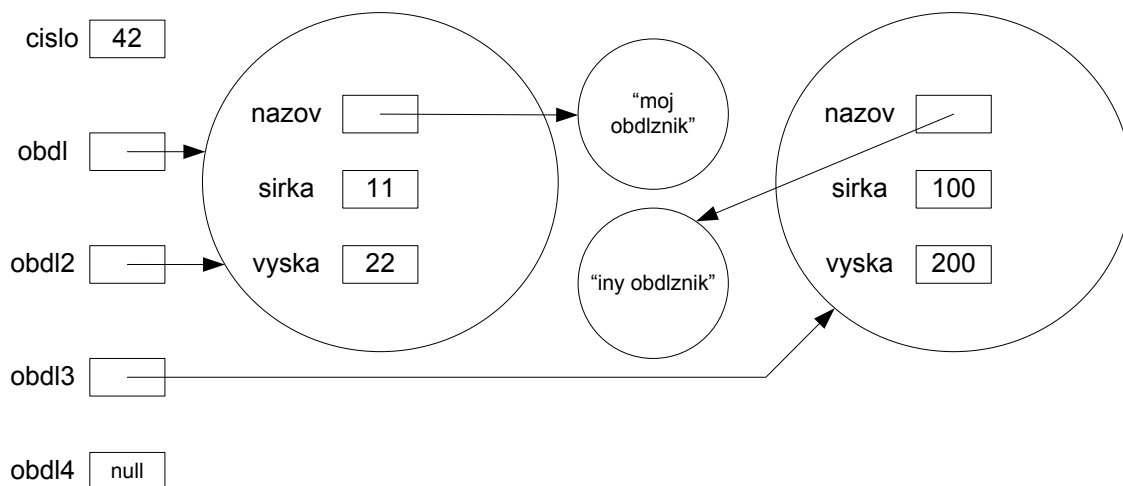 cislo 42
obdl
obdl2
obdl3
obdl4 null
nazov
sirka 11
vyska 22
“moj
obdlznik”
“iny obdlznik”
nazov
sirka 100
vyska 200